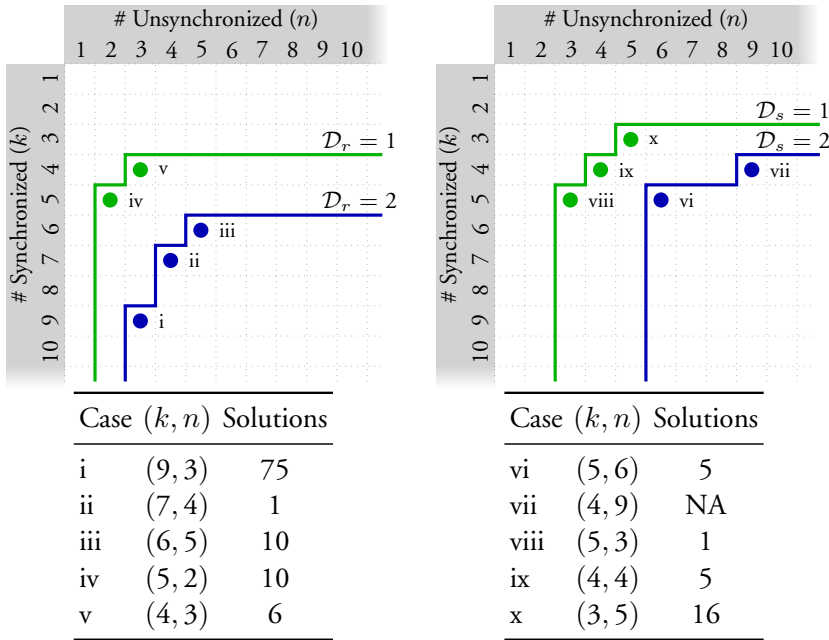 # Unsynchronized (n)
1 2 3 4 5 6 7 8 9 10
# Synchronized (k)
1
2
3
4
5
6
7
8
9
10
𝒟r = 1
v
iv
𝒟r = 2
iii
ii
i
Case (k, n) Solutions
i (9, 3) 75
ii (7, 4) 1
iii (6, 5) 10
iv (5, 2) 10
v (4, 3) 6
# Unsynchronized (n)
1 2 3 4 5 6 7 8 9 10
# Synchronized (k)
1
2
3
4
5
6
7
8
9
10
𝒟s = 1
x
𝒟s = 2
ix
vii
viii
vi
Case (k, n) Solutions
vi (5, 6) 5
vii (4, 9) NA
viii (5, 3) 1
ix (4, 4) 5
x (3, 5) 16